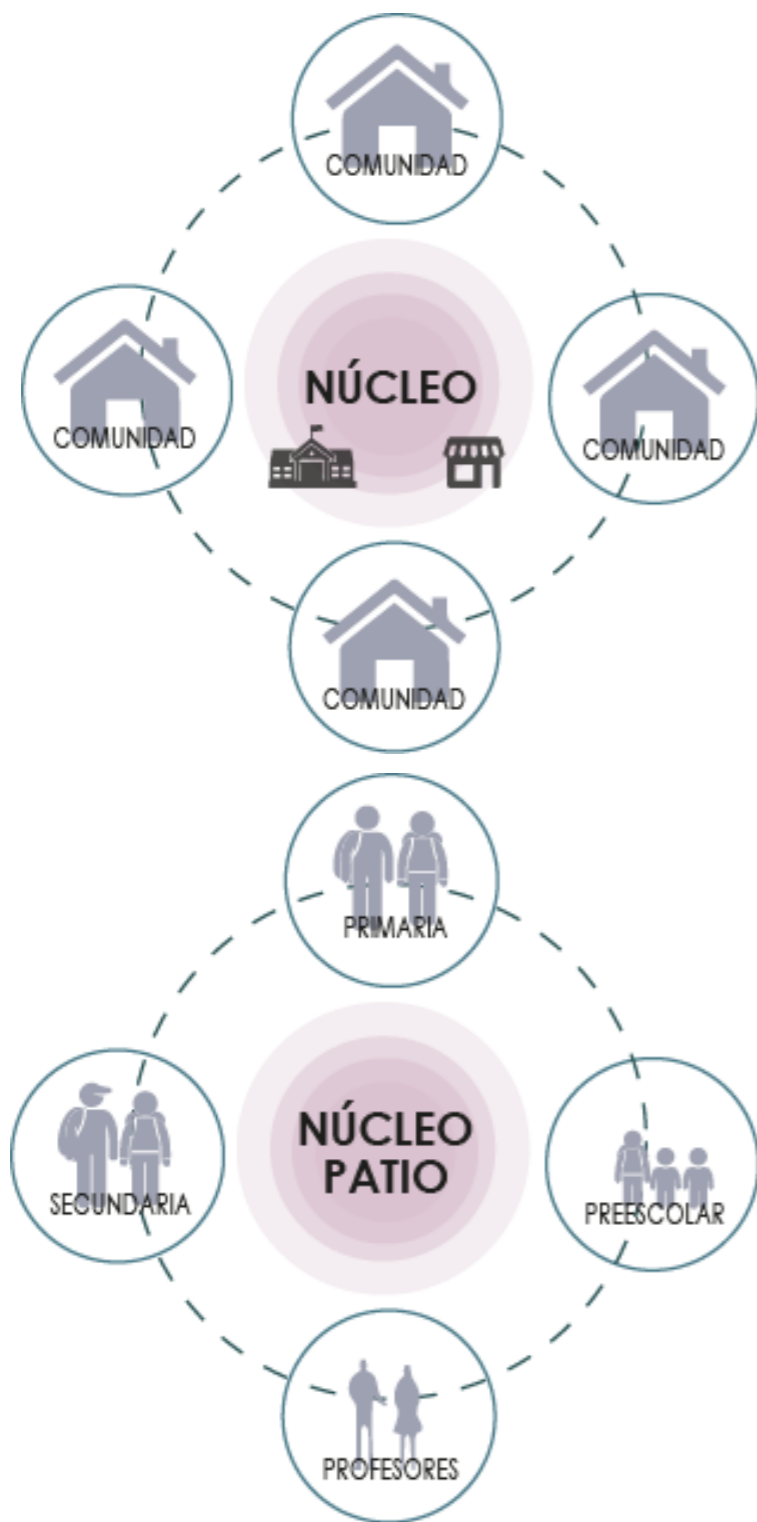 COMUNIDAD
NÚCLEO
COMUNIDAD
COMUNIDAD
COMUNIDAD
PRIMARIA
NÚCLEO
PATIO
SECUNDARIA
PREESCOLAR
PROFESORES